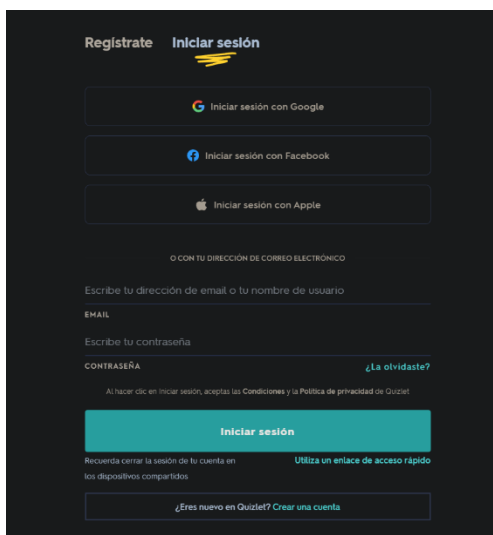 Regístrate Iniciar sesión
Iniciar sesión con Google
Iniciar sesión con Facebook
Iniciar sesión con Apple
O CON TU DIRECCIÓN DE CORREO ELECTRÓNICO
Escribe tu dirección de email o tu nombre de usuario
EMAIL
Escribe tu contraseña
CONTRASEÑA ¿La olvidaste?
Al hacer clic en Iniciar sesión, aceptas las Condiciones y la Política de privacidad de Quizlet
Iniciar sesión
Recuerda cerrar la sesión de tu cuenta en Utiliza un enlace de acceso rápido
los dispositivos compartidos
¿Eres nuevo en Quizlet? Crear una cuenta